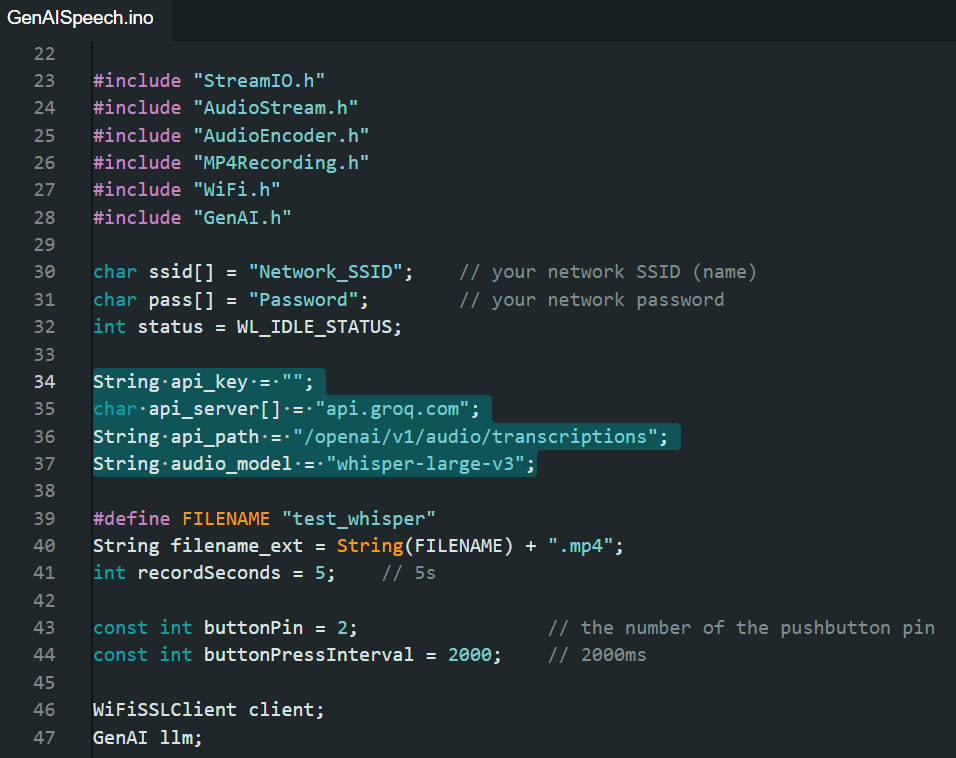 GenAISpeech.ino
22
23 #include "StreamIO.h"
24 #include "AudioStream.h"
25 #include "AudioEncoder.h"
26 #include "MP4Recording.h"
27 #include "WiFi.h"
28 #include "GenAI.h"
29
30 char ssid[] = "Network_SSID";    // your network SSID (name)
31 char pass[] = "Password";        // your network password
32 int status = WL_IDLE_STATUS;
33
34 String·api_key·=·"";
35 char·api_server[]·=·"api.groq.com";
36 String·api_path·=·"/openai/v1/audio/transcriptions";
37 String·audio_model·=·"whisper-large-v3";
38
39 #define FILENAME "test_whisper"
40 String filename_ext = String(FILENAME) + ".mp4";
41 int recordSeconds = 5;    // 5s
42
43 const int buttonPin = 2;                 // the number of the pushbutton pin
44 const int buttonPressInterval = 2000;    // 2000ms
45
46 WiFiSSLClient client;
47 GenAI llm;